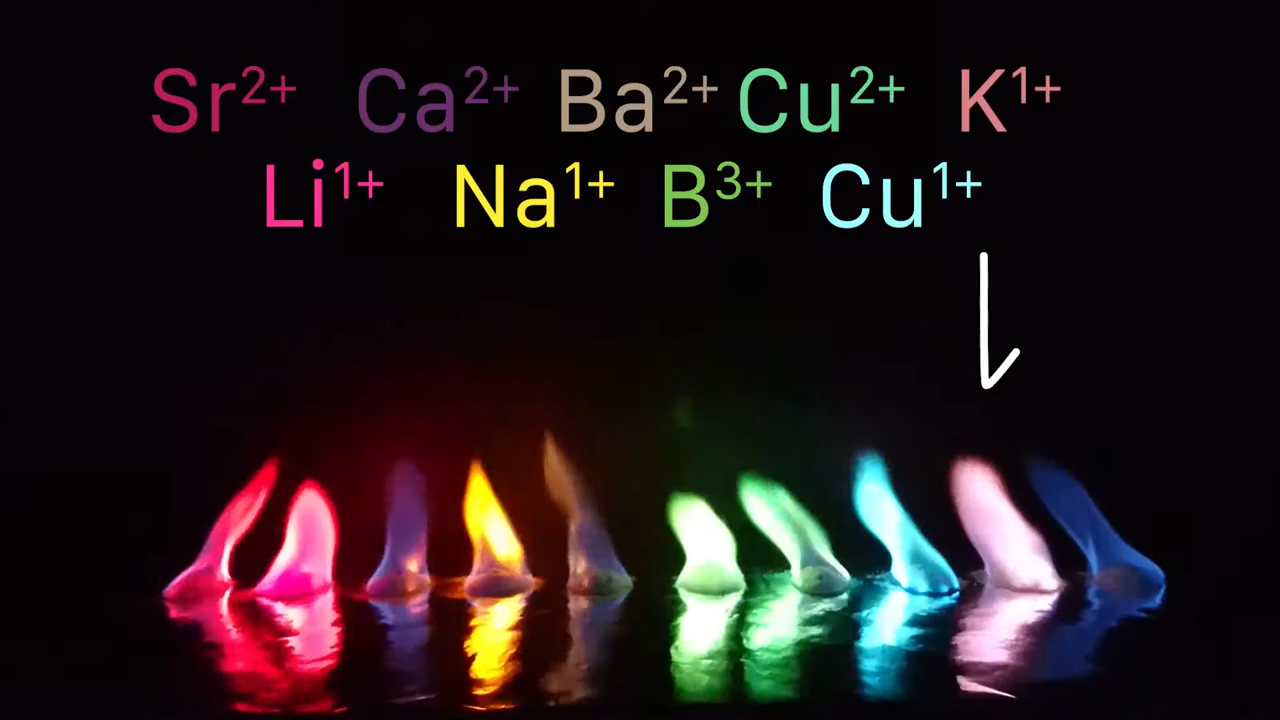 Sr²⁺ Ca²⁺ Ba²⁺ Cu²⁺ K¹⁺
Li¹⁺ Na¹⁺ B³⁺ Cu¹⁺